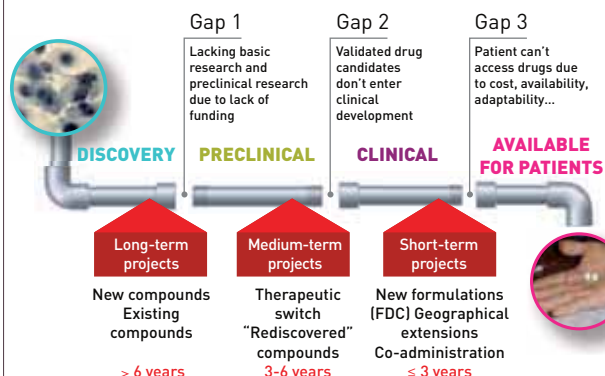 Gap 1
Lacking basic
research and
preclinical research
due to lack of
funding
Gap 2
Validated drug
candidates
don't enter
clinical
development
Gap 3
Patient can't
access drugs due
to cost, availability,
adaptability...
DISCOVERY
PRECLINICAL
CLINICAL
AVAILABLE
FOR PATIENTS
Long-term
projects
New compounds
Existing
compounds
> 6 years
Medium-term
projects
Therapeutic
switch
"Rediscovered"
compounds
3-6 years
Short-term
projects
New formulations
(FDC) Geographical
extensions
Co-administration
≤ 3 years